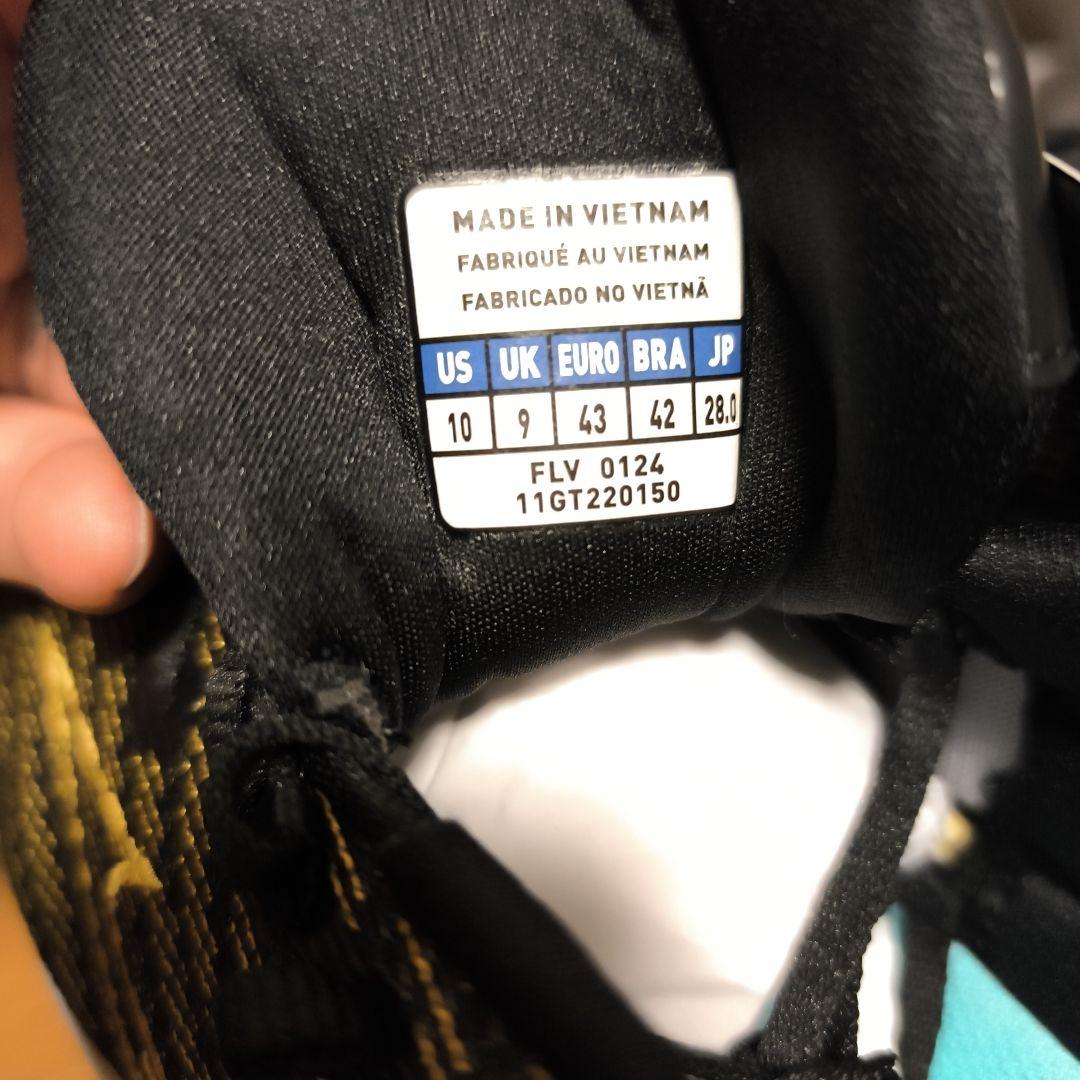 MADE IN VIETNAM
FABRIQUÉ AU VIETNAM
FABRICADO NO VIETNÃ
US UK EURO BRA JP
10 9 43 42 28.0
FLV 0124
11GT220150